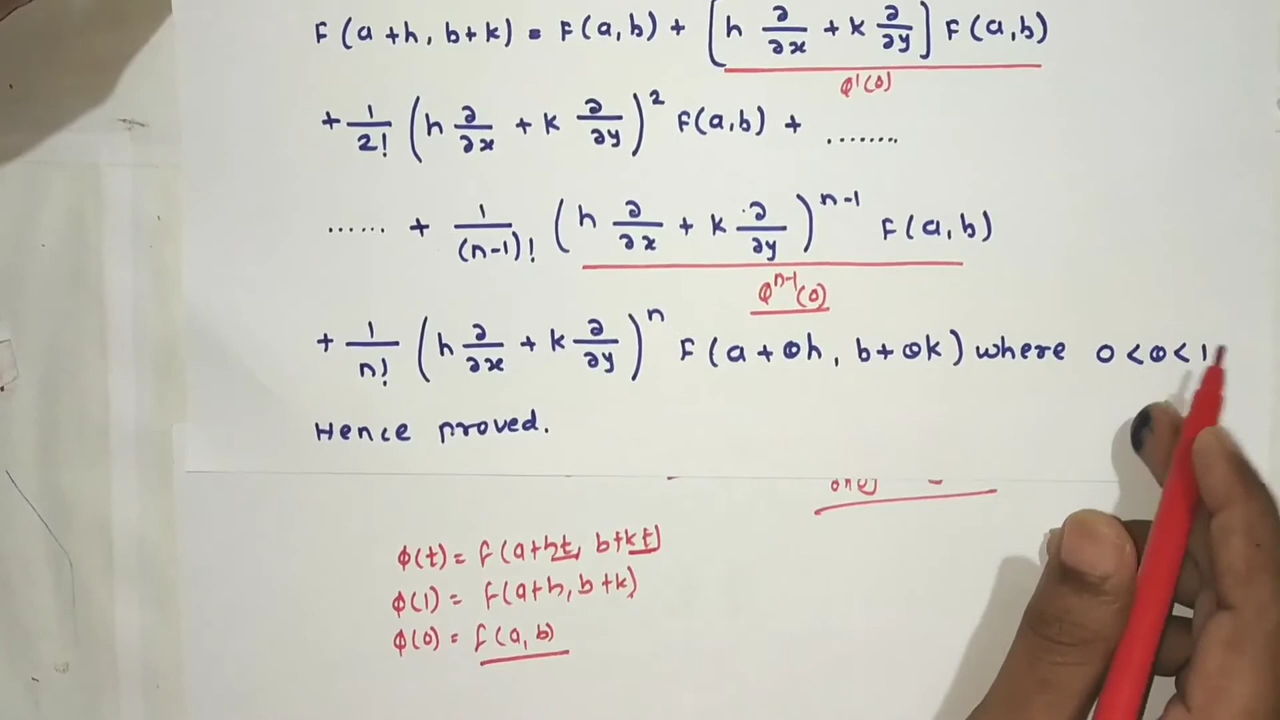 F(a+h, b+k) = F(a,b) + [h ∂/∂x + k ∂/∂y] F(a,b)
φ'(0)
+ 1/2! (h ∂/∂x + k ∂/∂y)² F(a,b) + ........
...... + 1/(n-1)! (h ∂/∂x + k ∂/∂y)ⁿ⁻¹ F(a,b)
φⁿ⁻¹(0)
+ 1/n! (h ∂/∂x + k ∂/∂y)ⁿ F(a+θh, b+θk) where 0<θ<1
Hence proved.
φ(t) = f(a+ht, b+kt)
φ(1) = f(a+h, b+k)
φ(0) = f(a, b)